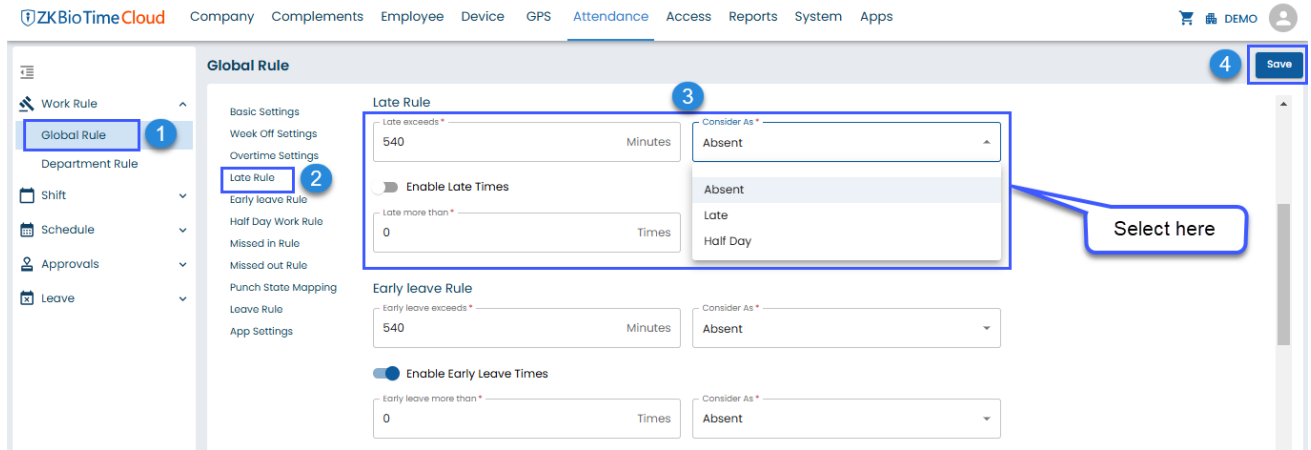 ZKBioTime Cloud Company Complements Employee Device GPS Attendance Access Reports System Apps DEMO
Global Rule 4 Save
Work Rule
Global Rule 1
Department Rule
Shift
Schedule
Approvals
Leave
Basic Settings
Week Off Settings
Overtime Settings
Late Rule 2
Early leave Rule
Half Day Work Rule
Missed in Rule
Missed out Rule
Punch State Mapping
Leave Rule
App Settings
Late Rule 3
Late exceeds * Consider As *
540 Minutes Absent
Enable Late Times Absent
Late more than * Late
0 Times Half Day
Select here
Early leave Rule
Early leave exceeds * Consider As *
540 Minutes Absent
Enable Early Leave Times
Early leave more than * Consider As *
0 Times Absent